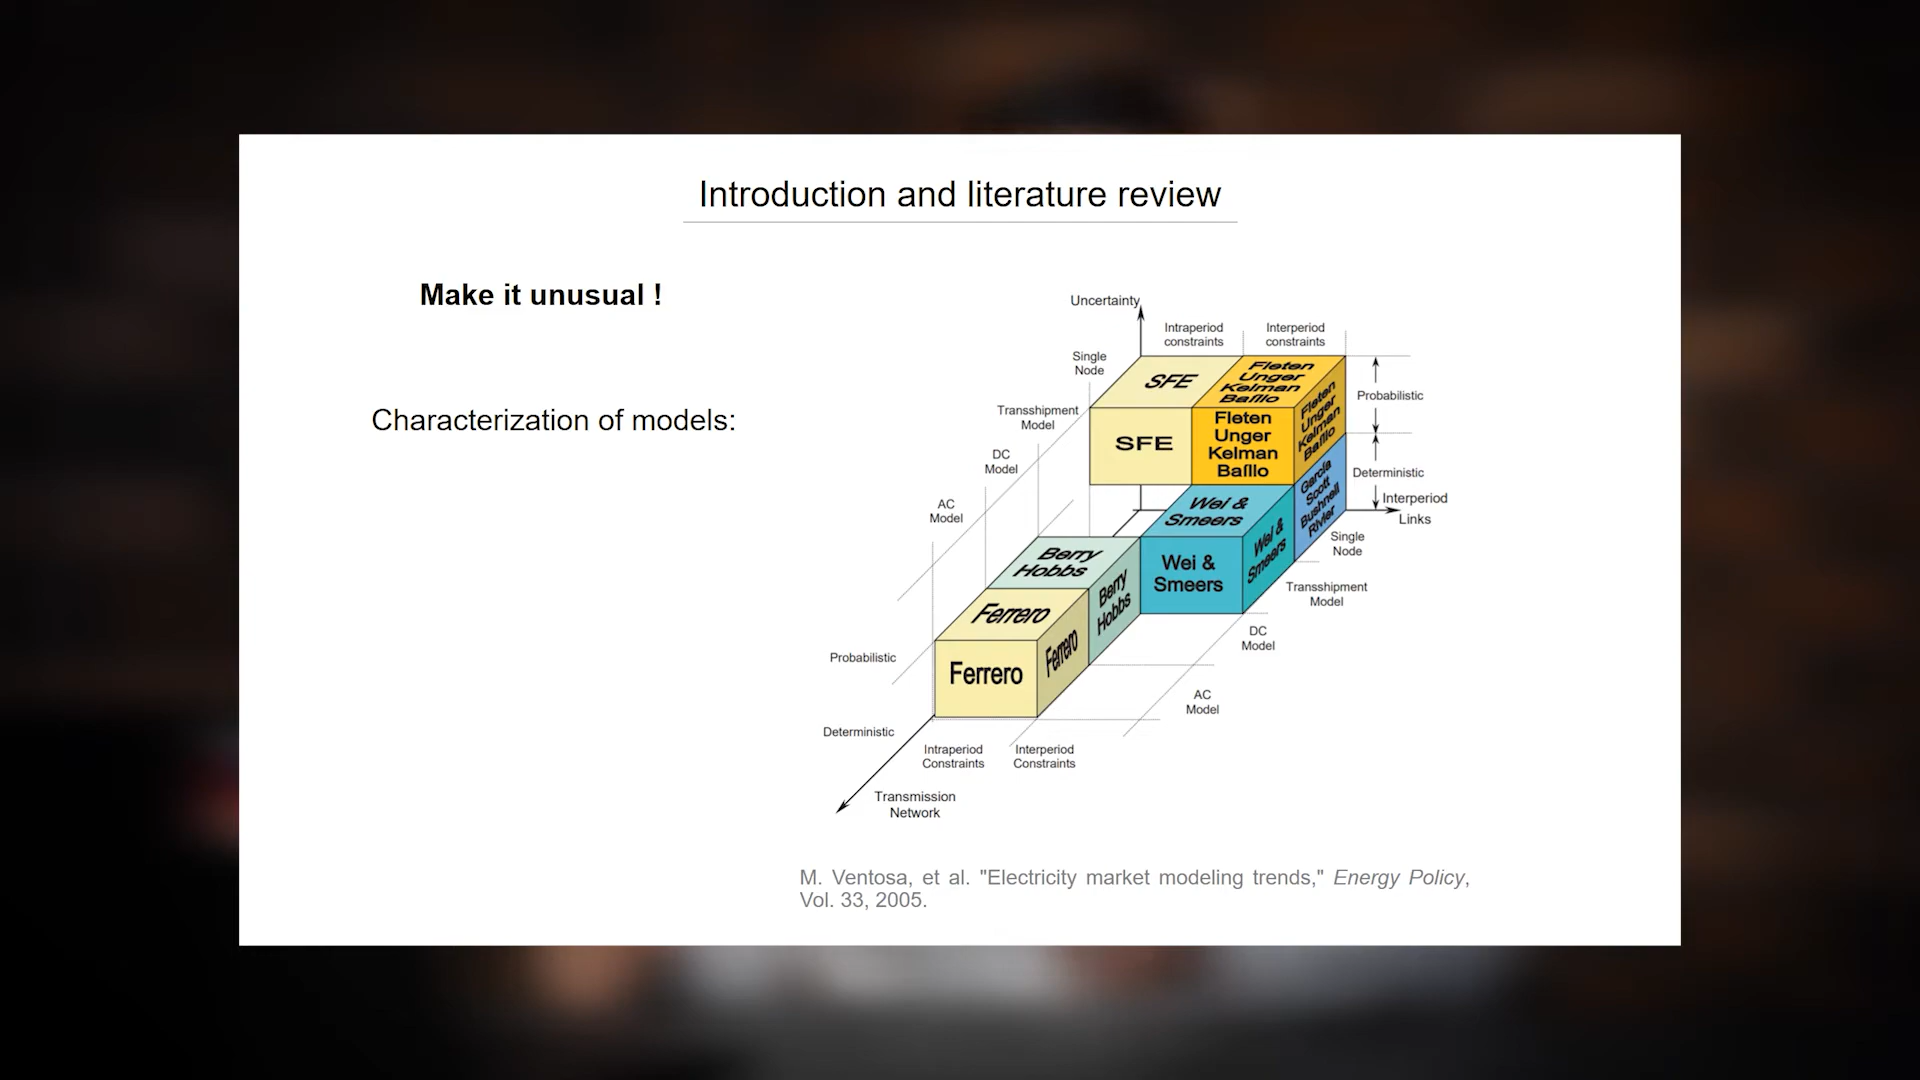 Introduction and literature review
Make it unusual !
Characterization of models:
Uncertainty
Intraperiod
constraints
Interperiod
constraints
Single
Node
Transshipment
Model
DC
Model
AC
Model
SFE
Fleten
Unger
Kelman
Baíllo
SFE
Fleten
Unger
Kelman
Baíllo
Fleten
Unger
Kelman
Baíllo
Probabilistic
Deterministic
Interperiod
Links
García
Scott
Bushnell
Rivier
Wei &
Smeers
Wei &
Smeers
Wei &
Smeers
Single
Node
Transshipment
Model
DC
Model
AC
Model
Berry
Hobbs
Berry
Hobbs
Ferrero
Ferrero
Ferrero
Probabilistic
Deterministic
Intraperiod
Constraints
Interperiod
Constraints
Transmission
Network
M. Ventosa, et al. "Electricity market modeling trends," Energy Policy,
Vol. 33, 2005.